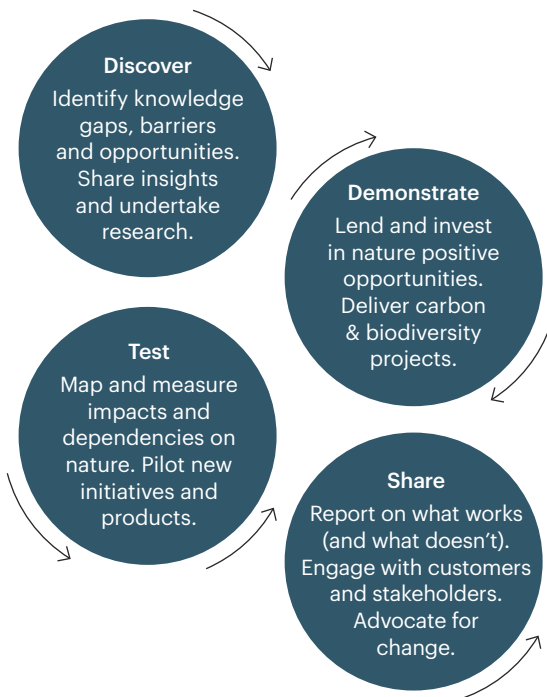 Discover
Identify knowledge
gaps, barriers
and opportunities.
Share insights
and undertake
research.
Test
Map and measure
impacts and
dependencies on
nature. Pilot new
initiatives and
products.
Demonstrate
Lend and invest
in nature positive
opportunities.
Deliver carbon
& biodiversity
projects.
Share
Report on what works
(and what doesn’t).
Engage with customers
and stakeholders.
Advocate for
change.